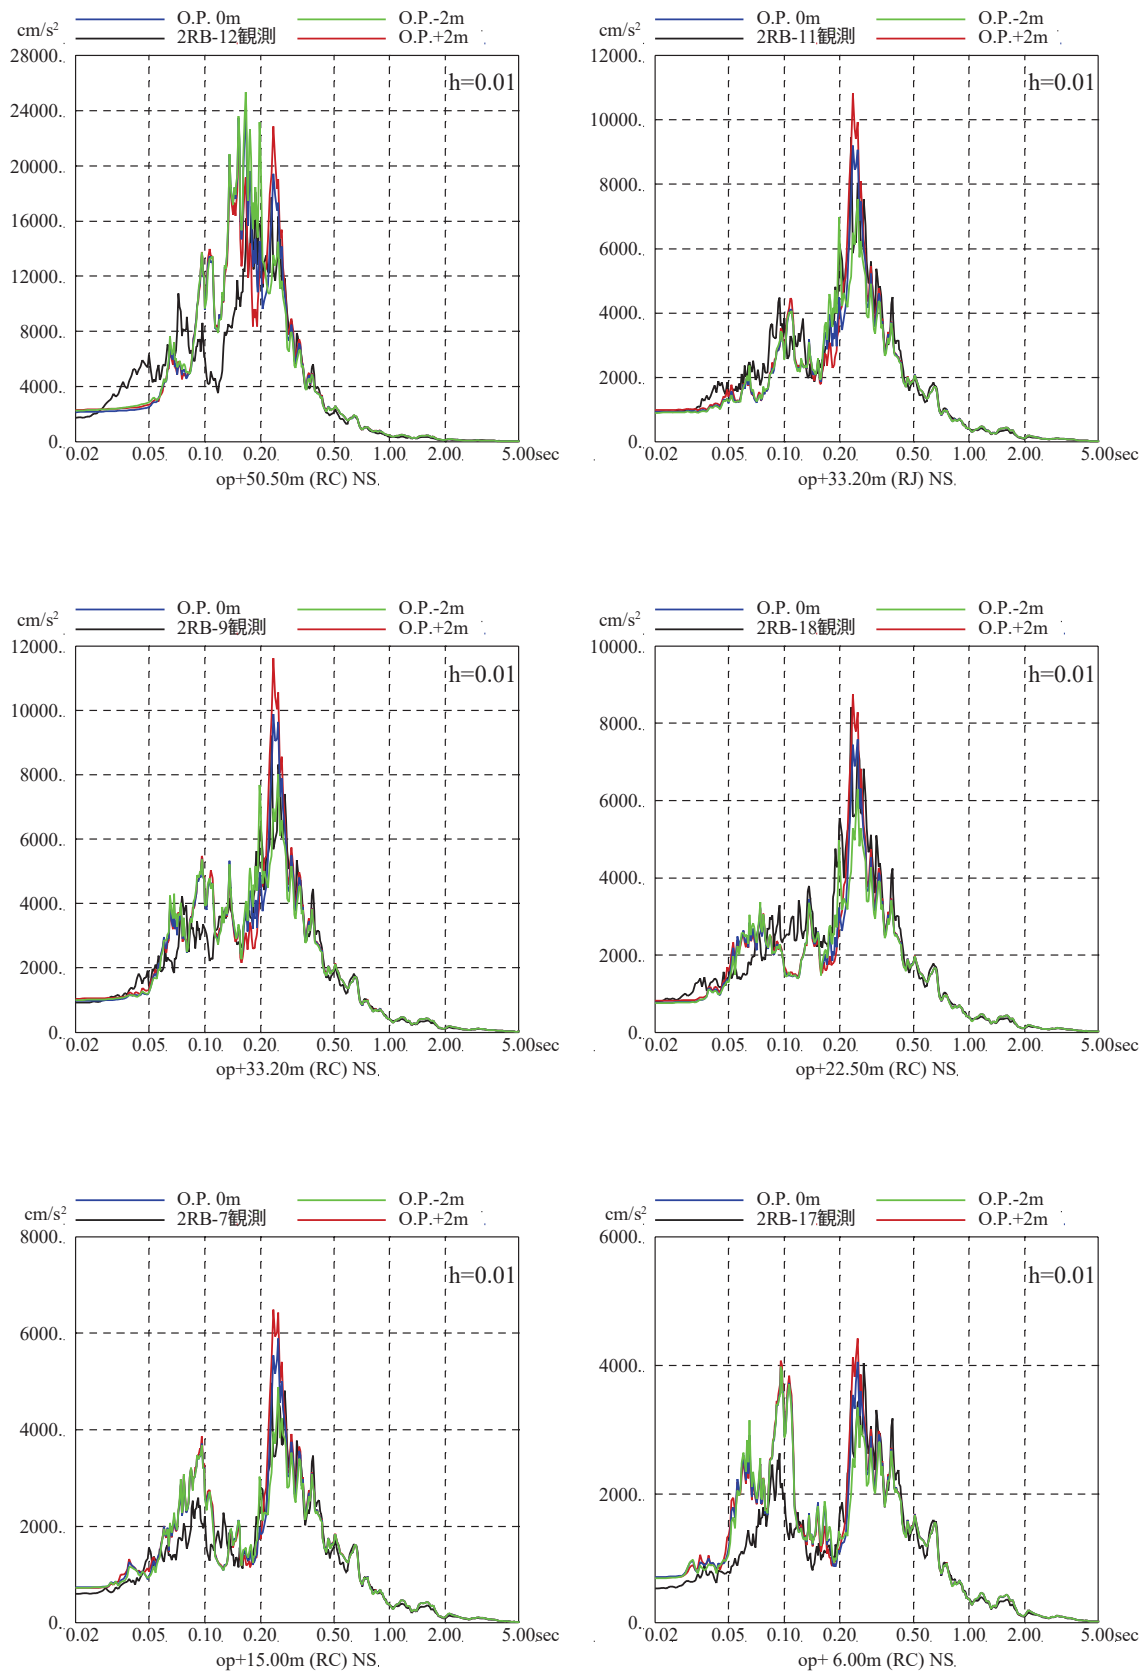 O.P. 0m O.P.-2m
cm/s² 2RB-12観測 O.P.+2m
28000.
h=0.01
24000.
20000.
16000.
12000.
8000.
4000.
0.
0.02 0.05 0.10 0.20 0.50 1.00 2.00 5.00sec
op+50.50m (RC) NS
O.P. 0m O.P.-2m
cm/s² 2RB-11観測 O.P.+2m
12000.
h=0.01
10000.
8000.
6000.
4000.
2000.
0.
0.02 0.05 0.10 0.20 0.50 1.00 2.00 5.00sec
op+33.20m (RJ) NS
O.P. 0m O.P.-2m
cm/s² 2RB-9観測 O.P.+2m
12000.
h=0.01
10000.
8000.
6000.
4000.
2000.
0.
0.02 0.05 0.10 0.20 0.50 1.00 2.00 5.00sec
op+33.20m (RC) NS
O.P. 0m O.P.-2m
cm/s² 2RB-18観測 O.P.+2m
10000.
h=0.01
8000.
6000.
4000.
2000.
0.
0.02 0.05 0.10 0.20 0.50 1.00 2.00 5.00sec
op+22.50m (RC) NS
O.P. 0m O.P.-2m
cm/s² 2RB-7観測 O.P.+2m
8000.
h=0.01
6000.
4000.
2000.
0.
0.02 0.05 0.10 0.20 0.50 1.00 2.00 5.00sec
op+15.00m (RC) NS
O.P. 0m O.P.-2m
cm/s² 2RB-17観測 O.P.+2m
6000.
h=0.01
4000.
2000.
0.
0.02 0.05 0.10 0.20 0.50 1.00 2.00 5.00sec
op+ 6.00m (RC) NS